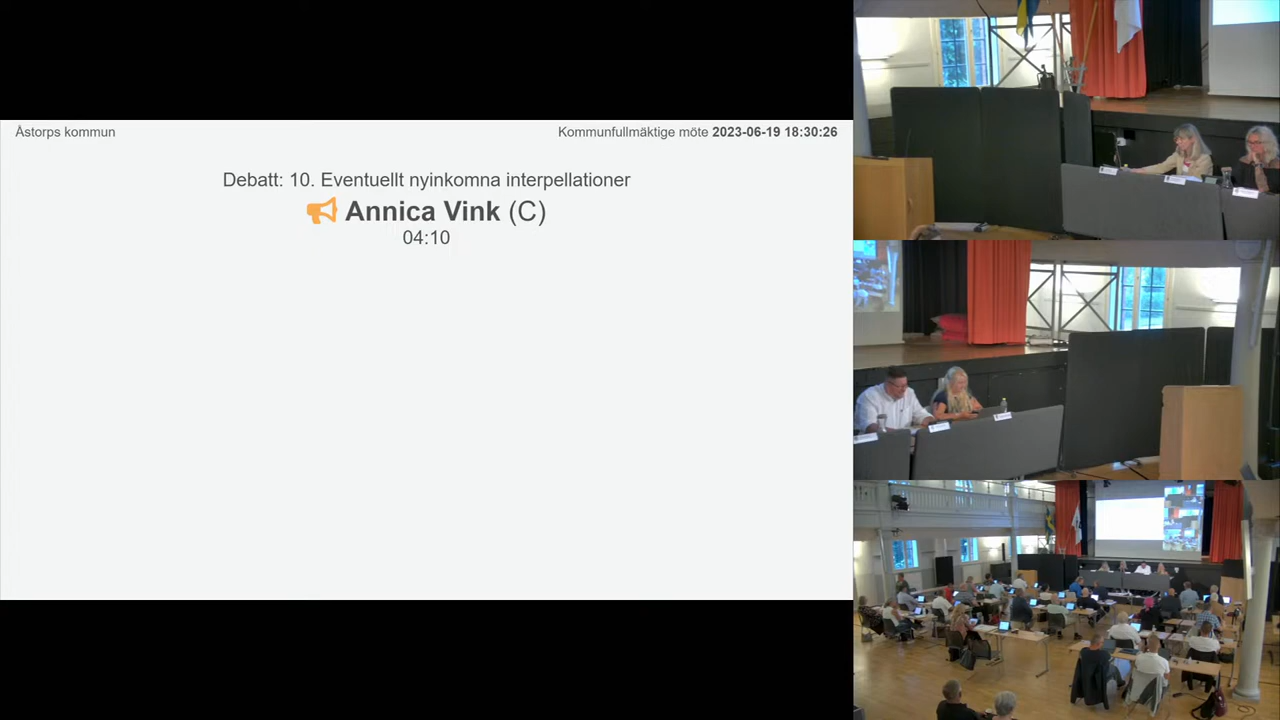 Åstorps kommun
Kommunfullmäktige möte 2023-06-19 18:30:26
Debatt: 10. Eventuellt nyinkomna interpellationer
Annica Vink (C)
04:10